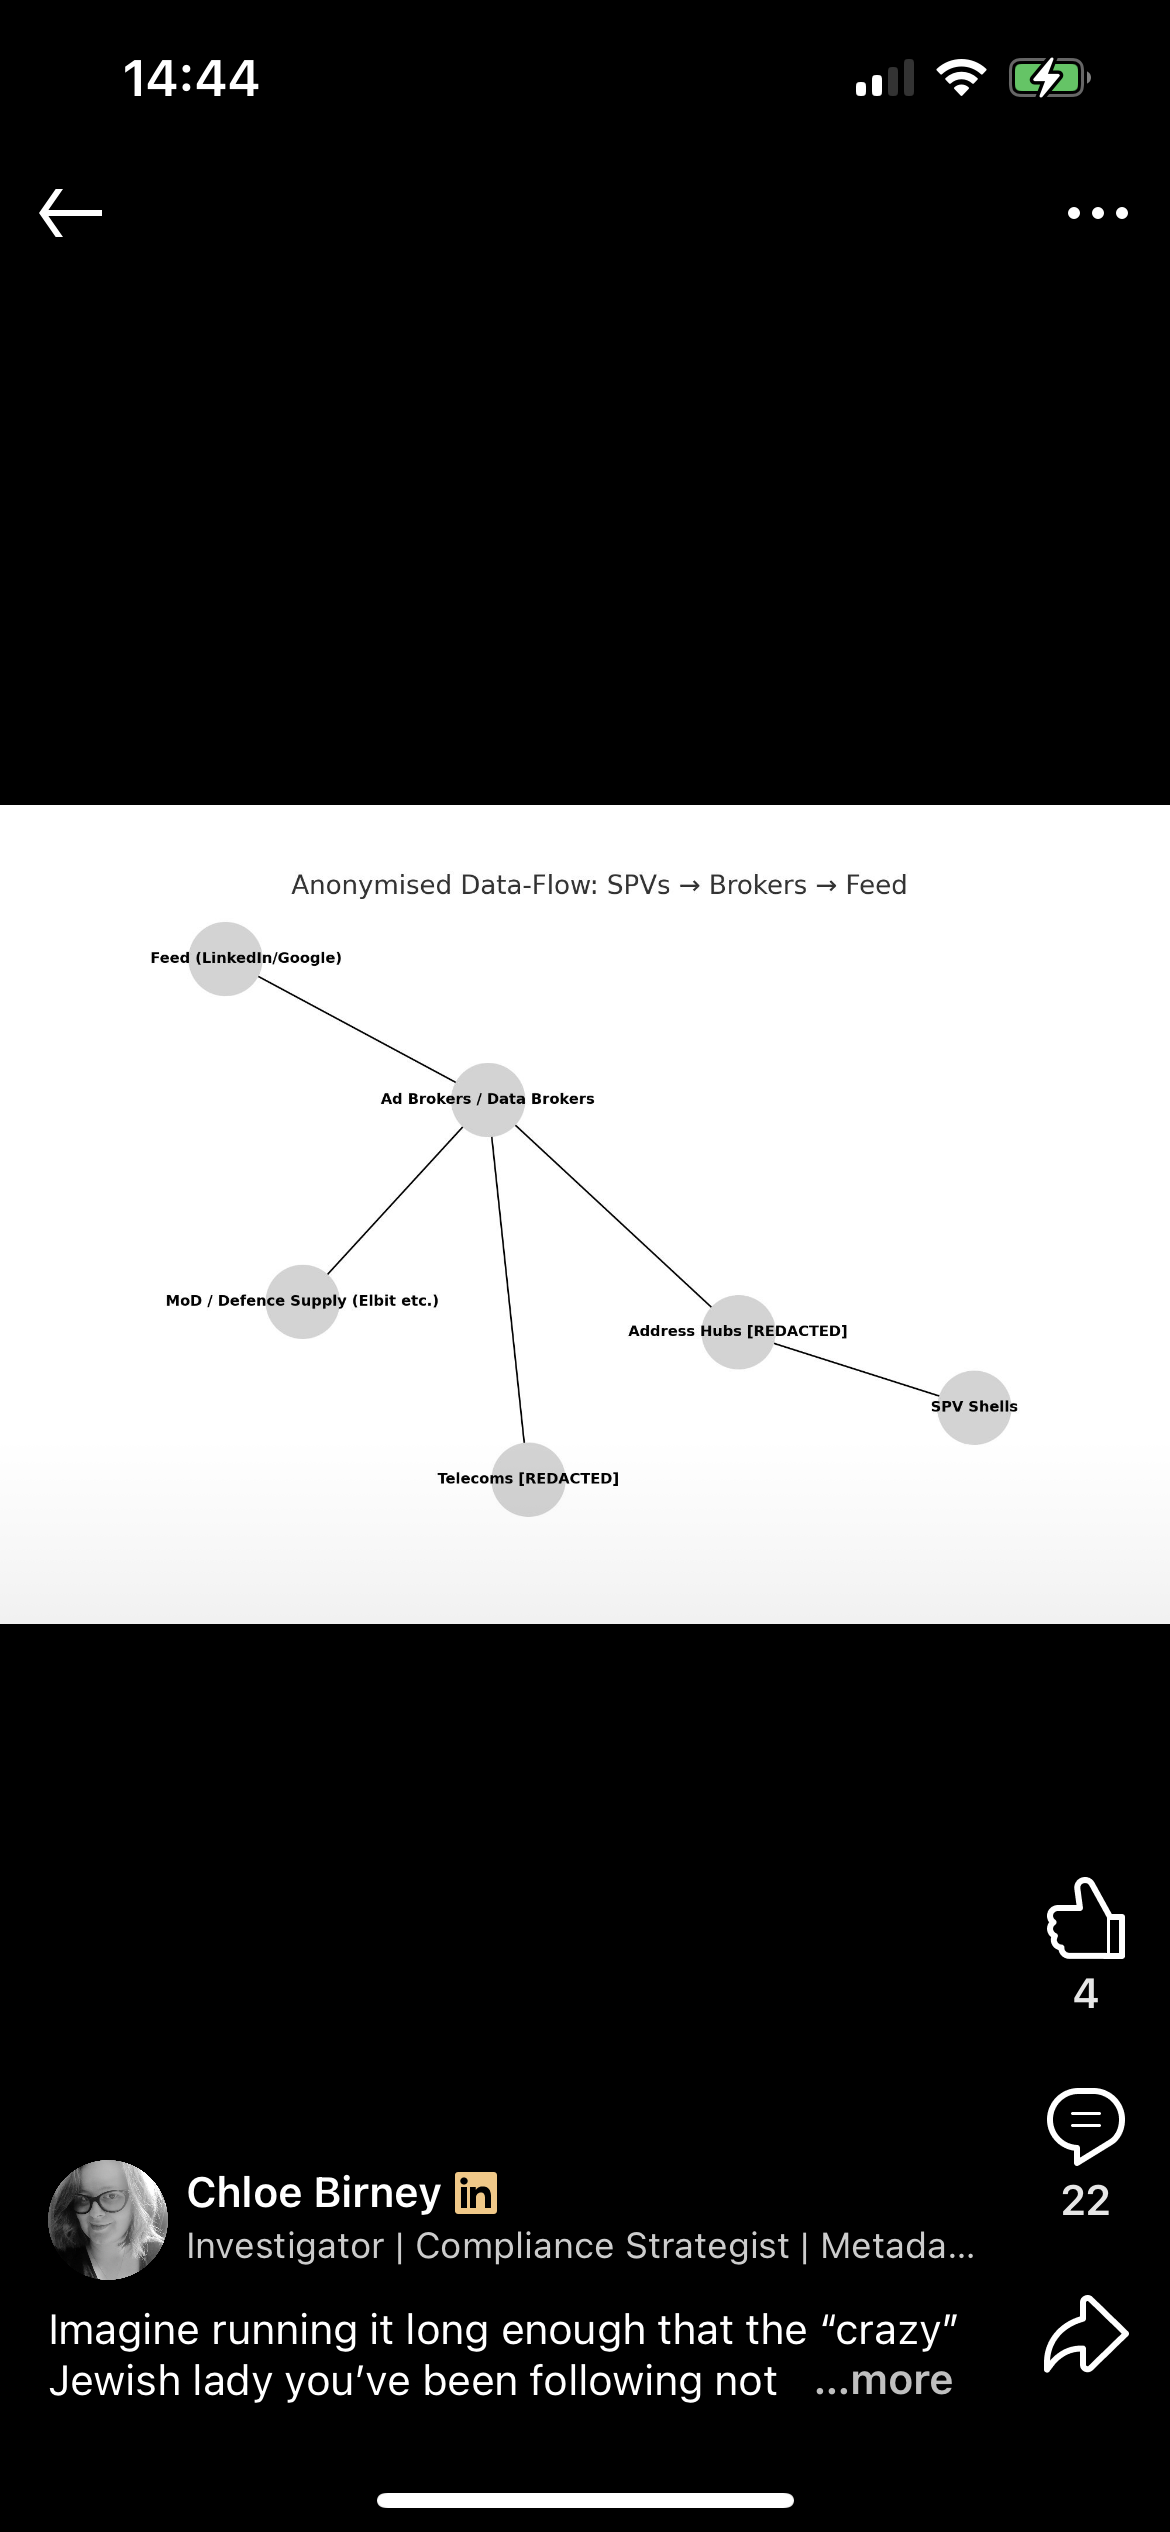 14:44
Anonymised Data-Flow: SPVs → Brokers → Feed
Feed (LinkedIn/Google)
Ad Brokers / Data Brokers
MoD / Defence Supply (Elbit etc.)
Address Hubs [REDACTED]
SPV Shells
Telecoms [REDACTED]
4
22
Chloe Birney in
Investigator | Compliance Strategist | Metada...
Imagine running it long enough that the “crazy”
Jewish lady you’ve been following not ...more